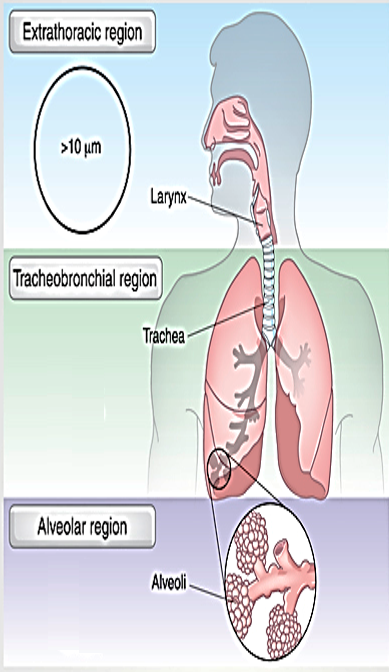 Extrathoracic region
>10 μm
Larynx
Tracheobronchial region
Trachea
Alveolar region
Alveoli